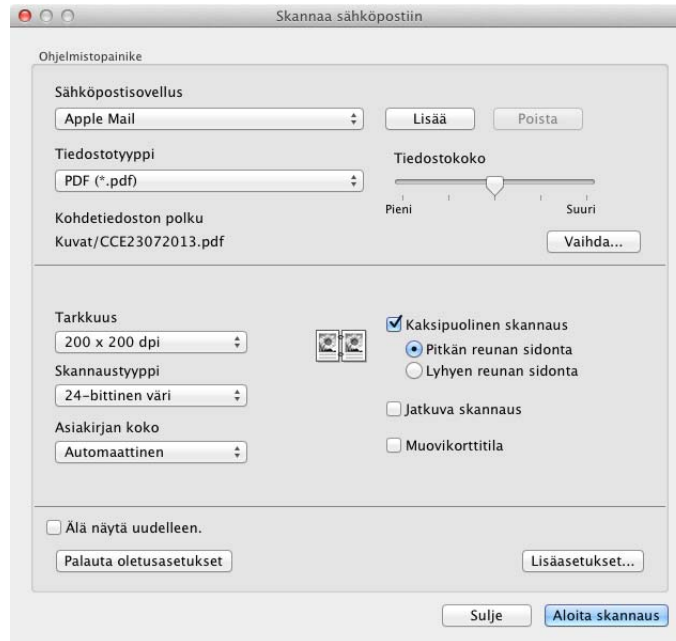 Skannaa sähköpostiin
Ohjelmistopainike
Sähköpostisovellus
Apple Mail
Lisää
Poista
Tiedostotyyppi
Tiedostokoko
PDF (*.pdf)
Pieni
Suuri
Kohdetiedoston polku
Kuvat/CCE23072013.pdf
Vaihda...
Tarkkuus
200 x 200 dpi
Kaksipuolinen skannaus
Pitkän reunan sidonta
Skannaustyyppi
Lyhyen reunan sidonta
24-bittinen väri
Jatkuva skannaus
Asiakirjan koko
Automaattinen
Muovikorttitila
Älä näytä uudelleen.
Palauta oletusasetukset
Lisäasetukset...
Sulje
Aloita skannaus